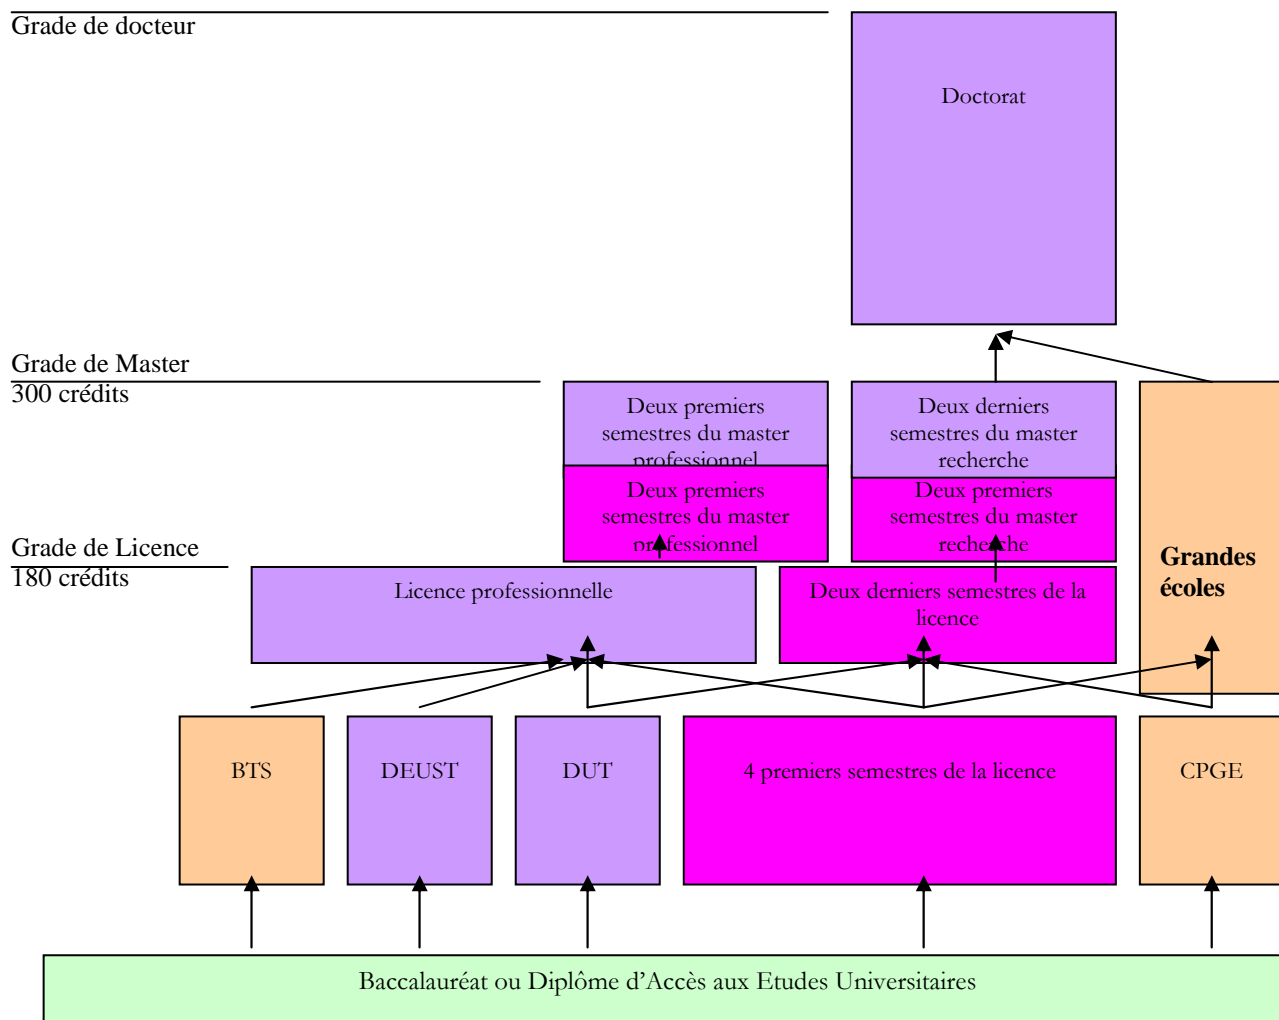 Grade de docteur
Doctorat
Grade de Master
300 crédits
Deux premiers
semestres du master
professionnel
Deux derniers
semestres du master
recherche
Deux premiers
semestres du master
professionnel
Deux premiers
semestres du master
recherche
Grade de Licence
180 crédits
Grandes
écoles
Licence professionnelle
Deux derniers semestres de la
licence
BTS
DEUST
DUT
4 premiers semestres de la licence
CPGE
Baccalauréat ou Diplôme d'Accès aux Etudes Universitaires